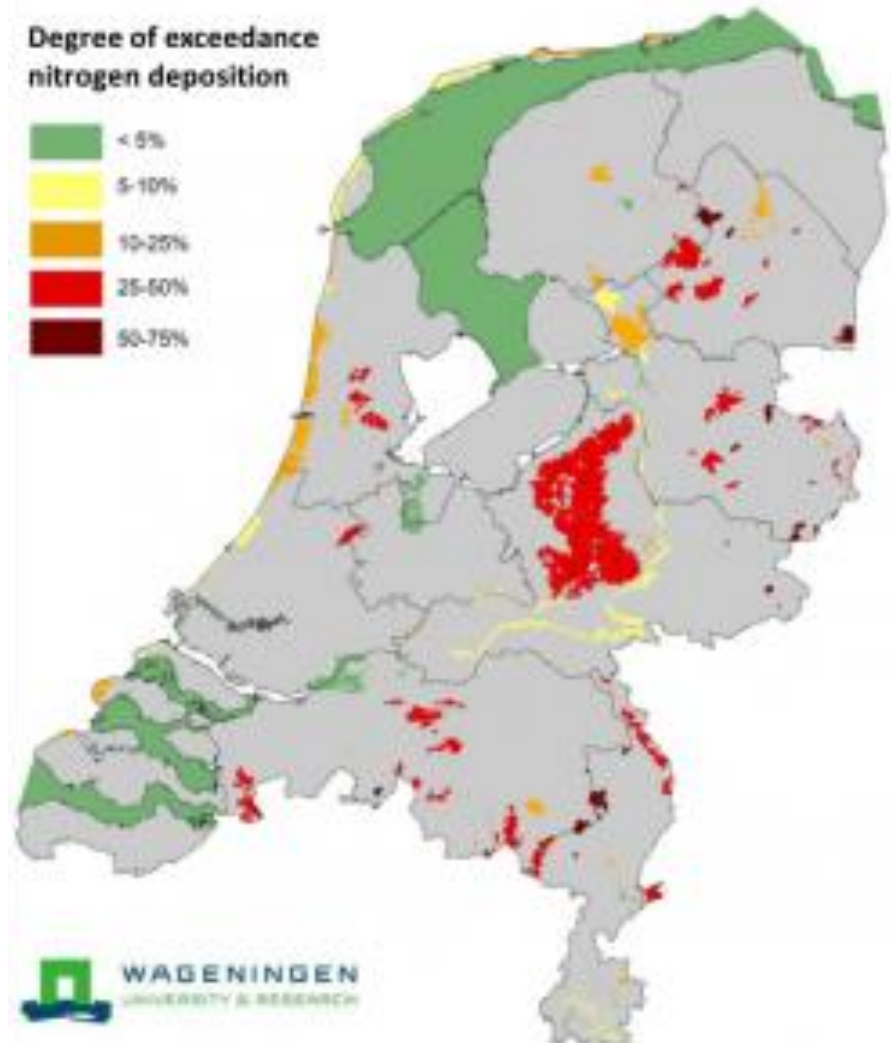 Degree of exceedance
nitrogen deposition
< 5%
5-10%
10-25%
25-50%
50-75%
WAGENINGEN
UNIVERSITY & RESEARCH